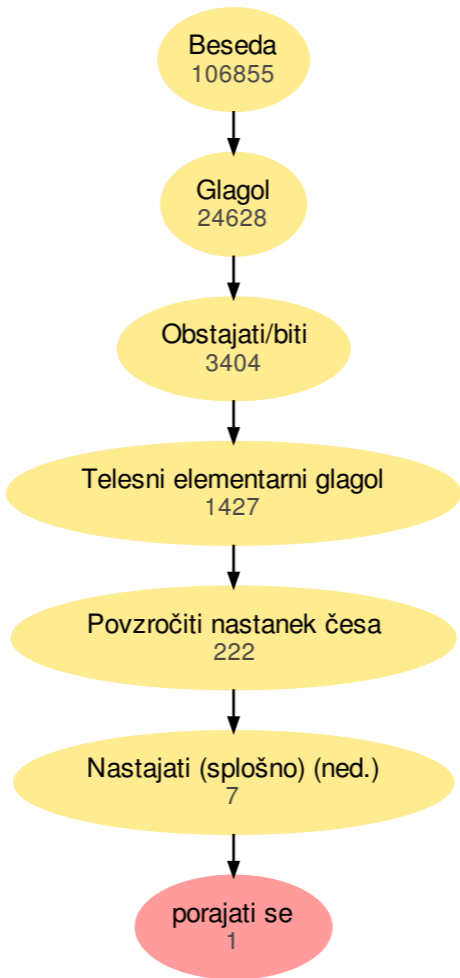 Beseda
106855
Glagol
24628
Obstajati/biti
3404
Telesni elementarni glagol
1427
Povzročiti nastanek česa
222
Nastajati (splošno) (ned.)
7
porajati se
1